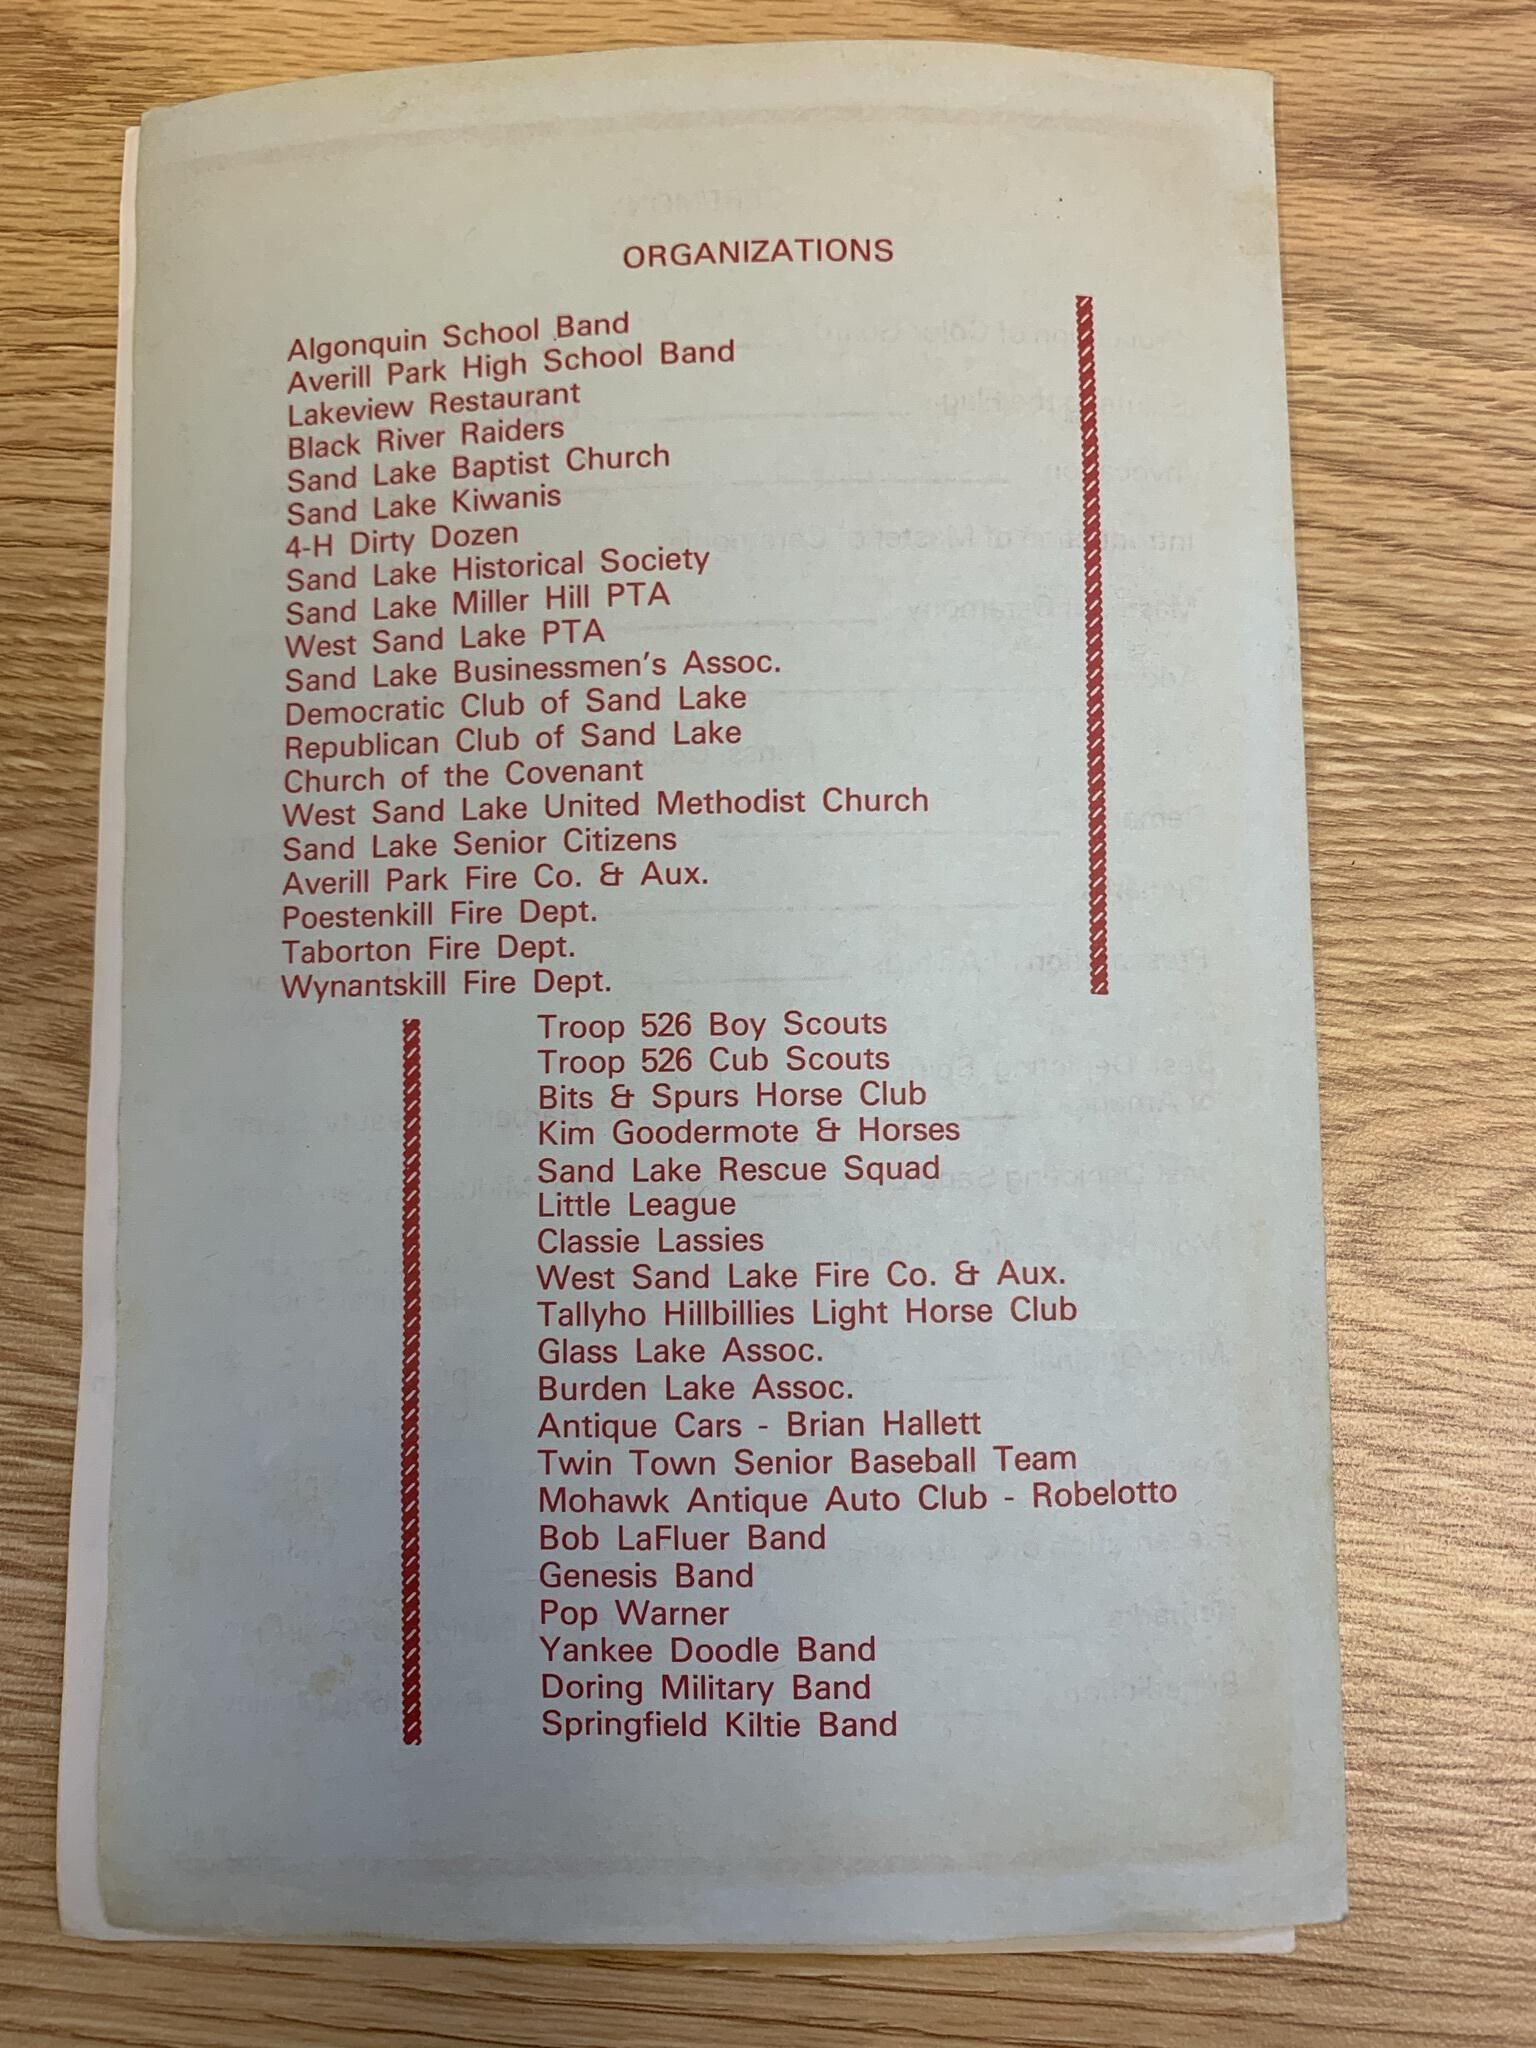 ORGANIZATIONS
Algonquin School Band
Averill Park High School Band
Lakeview Restaurant
Black River Raiders
Sand Lake Baptist Church
Sand Lake Kiwanis
4-H Dirty Dozen
Sand Lake Historical Society
Sand Lake Miller Hill PTA
West Sand Lake PTA
Sand Lake Businessmen's Assoc.
Democratic Club of Sand Lake
Republican Club of Sand Lake
Church of the Covenant
West Sand Lake United Methodist Church
Sand Lake Senior Citizens
Averill Park Fire Co. & Aux.
Poestenkill Fire Dept.
Taborton Fire Dept.
Wynantskill Fire Dept.
Troop 526 Boy Scouts
Troop 526 Cub Scouts
Bits & Spurs Horse Club
Kim Goodermote & Horses
Sand Lake Rescue Squad
Little League
Classie Lassies
West Sand Lake Fire Co. & Aux.
Tallyho Hillbillies Light Horse Club
Glass Lake Assoc.
Burden Lake Assoc.
Antique Cars - Brian Hallett
Twin Town Senior Baseball Team
Mohawk Antique Auto Club - Robelotto
Bob LaFluer Band
Genesis Band
Pop Warner
Yankee Doodle Band
Doring Military Band
Springfield Kiltie Band